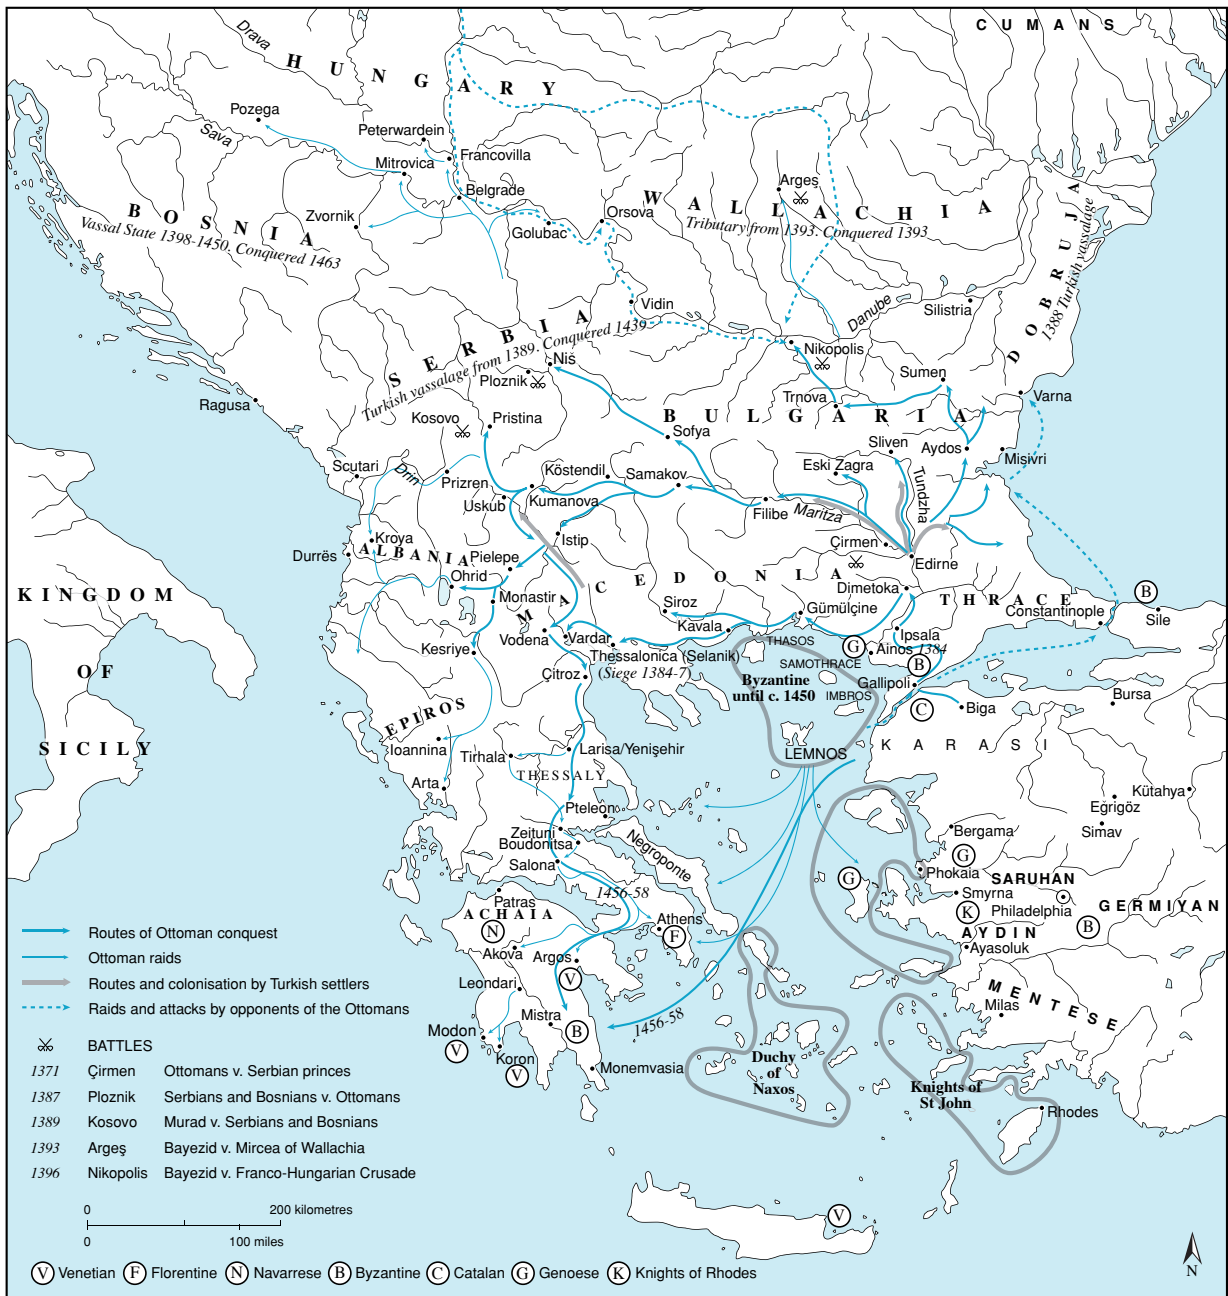 CUMANS
Drava
HUNGARY
Pozega
Sava
Peterwardein
Francovilla
Mitrovica
Belgrade
Argeş
WALLACHIA
Tributary from 1393. Conquered 1393
BOSNIA
Vassal State 1398-1450. Conquered 1463
Zvornik
Golubac
Orsova
DOBRUJA
1388 Turkish vassalage
Vidin
Danube
Silistria
SERBIA
Turkish vassalage from 1389. Conquered 1439
Niš
Ploznik
Nikopolis
Sumen
Trnova
Varna
Ragusa
Kosovo
Pristina
BULGARIA
Sofya
Sliven
Aydos
Misivri
Scutari
Drin
Prizren
Köstendil
Samakov
Eski Zagra
Tundzha
Uskub
Kumanova
Filibe
Maritza
Kroya
Istip
Çirmen
Edirne
Durrës
ALBANIA
Pielepe
Ohrid
MACEDONIA
Dimetoka
KINGDOM
OF
SICILY
Monastir
Siroz
Gümülçine
THRACE
Constantinople
B
Sile
Vodena
Vardar
Kavala
THASOS
Ipsala
Kesriye
Thessalonica (Selanik)
(Siege 1384-7)
G
Ainos 1384
SAMOTHRACE
B
Çitroz
Byzantine
until c. 1450
IMBROS
Gallipoli
C
Biga
Bursa
EPIROS
Ioannina
Tirhala
Larisa/Yenişehir
LEMNOS
KARASI
Arta
THESSALY
Pteleon
Eğrigöz
Kütahya
Zeituni
Boudonitsa
Negroponte
Bergama
Simav
Salona
G
Phokaia
G
SARUHAN
1456-58
Patras
Smyrna
Philadelphia
GERMIYAN
ACHAIA
N
Athens
F
K
AYDIN
B
Akova
Argos
V
Ayasoluk
Leondari
MENTESE
Milas
Mistra
B
1456-58
Modon
V
Koron
V
Monemvasia
Duchy
of
Naxos
Knights of
St John
Rhodes
V
Routes of Ottoman conquest
Ottoman raids
Routes and colonisation by Turkish settlers
Raids and attacks by opponents of the Ottomans
BATTLES
1371 Çirmen Ottomans v. Serbian princes
1387 Ploznik Serbians and Bosnians v. Ottomans
1389 Kosovo Murad v. Serbians and Bosnians
1393 Argeş Bayezid v. Mircea of Wallachia
1396 Nikopolis Bayezid v. Franco-Hungarian Crusade
0 200 kilometres
0 100 miles
N
V Venetian F Florentine N Navarrese B Byzantine C Catalan G Genoese K Knights of Rhodes